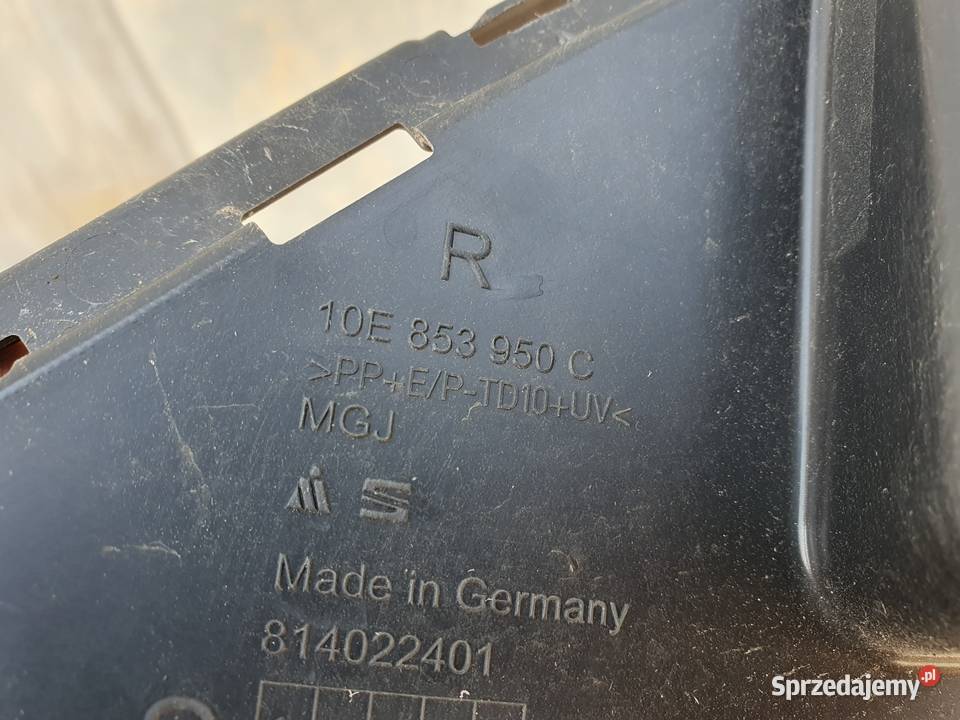 R
10E 853 950 C
>PP+E/P-TD10+UV<
MGJ
Made in Germany
814022401
Sprzedajemy.pl